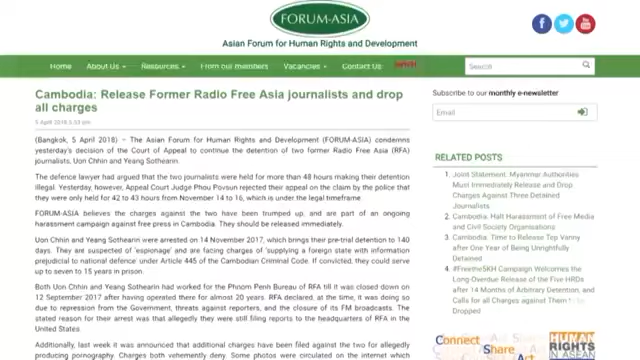 FORUM-ASIA
Asian Forum for Human Rights and Development
Home About Us Resources From our members Vacancies Contact Us
Search
Cambodia: Release Former Radio Free Asia journalists and drop
all charges
5 April 2018 5:33 pm
(Bangkok, 5 April 2018) – The Asian Forum for Human Rights and Development (FORUM-ASIA) condemns
yesterday's decision of the Court of Appeal to continue the detention of two former Radio Free Asia (RFA)
journalists, Uon Chhin and Yeang Sothearin.
The defence lawyer had argued that the two journalists were held for more than 48 hours making their detention
illegal. Yesterday, however, Appeal Court Judge Phou Povsun rejected their appeal on the claim by the police that
they were only held for 42 to 43 hours from November 14 to 16, which is under the legal timeframe.
FORUM-ASIA believes the charges against the two have been trumped up, and are part of an ongoing
harassment campaign against free press in Cambodia. They should be released immediately.
Uon Chhin and Yeang Sothearin were arrested on 14 November 2017, which brings their pre-trial detention to 140
days. They are suspected of 'espionage' and are facing charges of 'supplying a foreign state with information
prejudicial to national defence' under Article 445 of the Cambodian Criminal Code. If convicted, they could serve
up to seven to 15 years in prison.
Both Uon Chhin and Yeang Sothearin had worked for the Phnom Penh Bureau of RFA till it was closed down on
12 September 2017 after having operated there for almost 20 years. RFA declared, at the time, it was doing so
due to repression from the Government, threats against reporters, and the closure of its FM broadcasts. The
stated reason for their arrest was that allegedly they were still filing reports to the headquarters of RFA in the
United States.
Additionally, last week it was announced that additional charges have been filed against the two for allegedly
producing pornography. Charges both vehemently deny. Some photos were circulated on the internet which
Subscribe to our monthly e-newsletter
Email
RELATED POSTS
1. Joint Statement: Myanmar Authorities
Must Immediately Release and Drop
Charges Against Three Detained
Journalists
2. Cambodia: Halt Harassment of Free Media
and Civil Society Organisations
3. Cambodia: Time to Release Tep Vanny
after One Year of Being Unrightfully
Detained
4. #FreetheSKH Campaign Welcomes the
Long-Overdue Release of the Five HRDs
after 14 Months of Arbitrary Detention, and
Calls for all Charges against Them to be
Dropped
Connect Share Act
HUMAN
RIGHTS
IN ASEAN